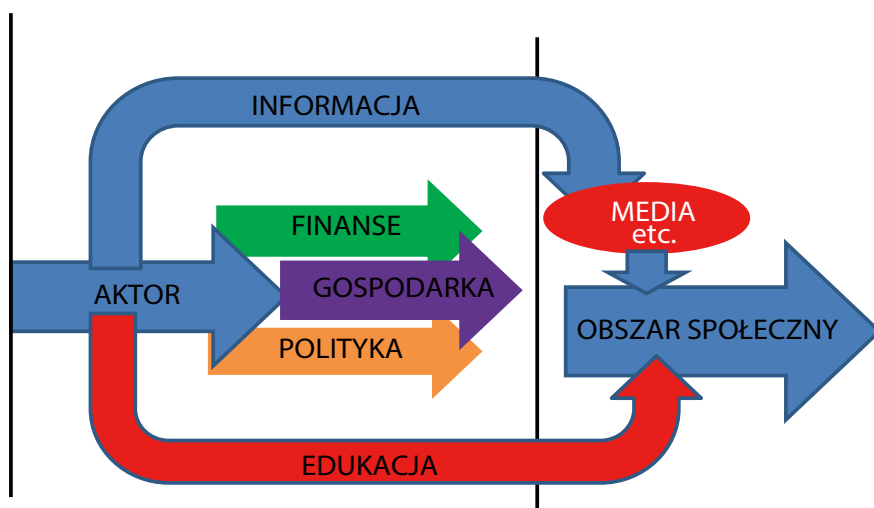 INFORMACJA
MEDIA
etc.
FINANSE
AKTOR
GOSPODARKA
OBSZAR SPOŁECZNY
POLITYKA
EDUKACJA